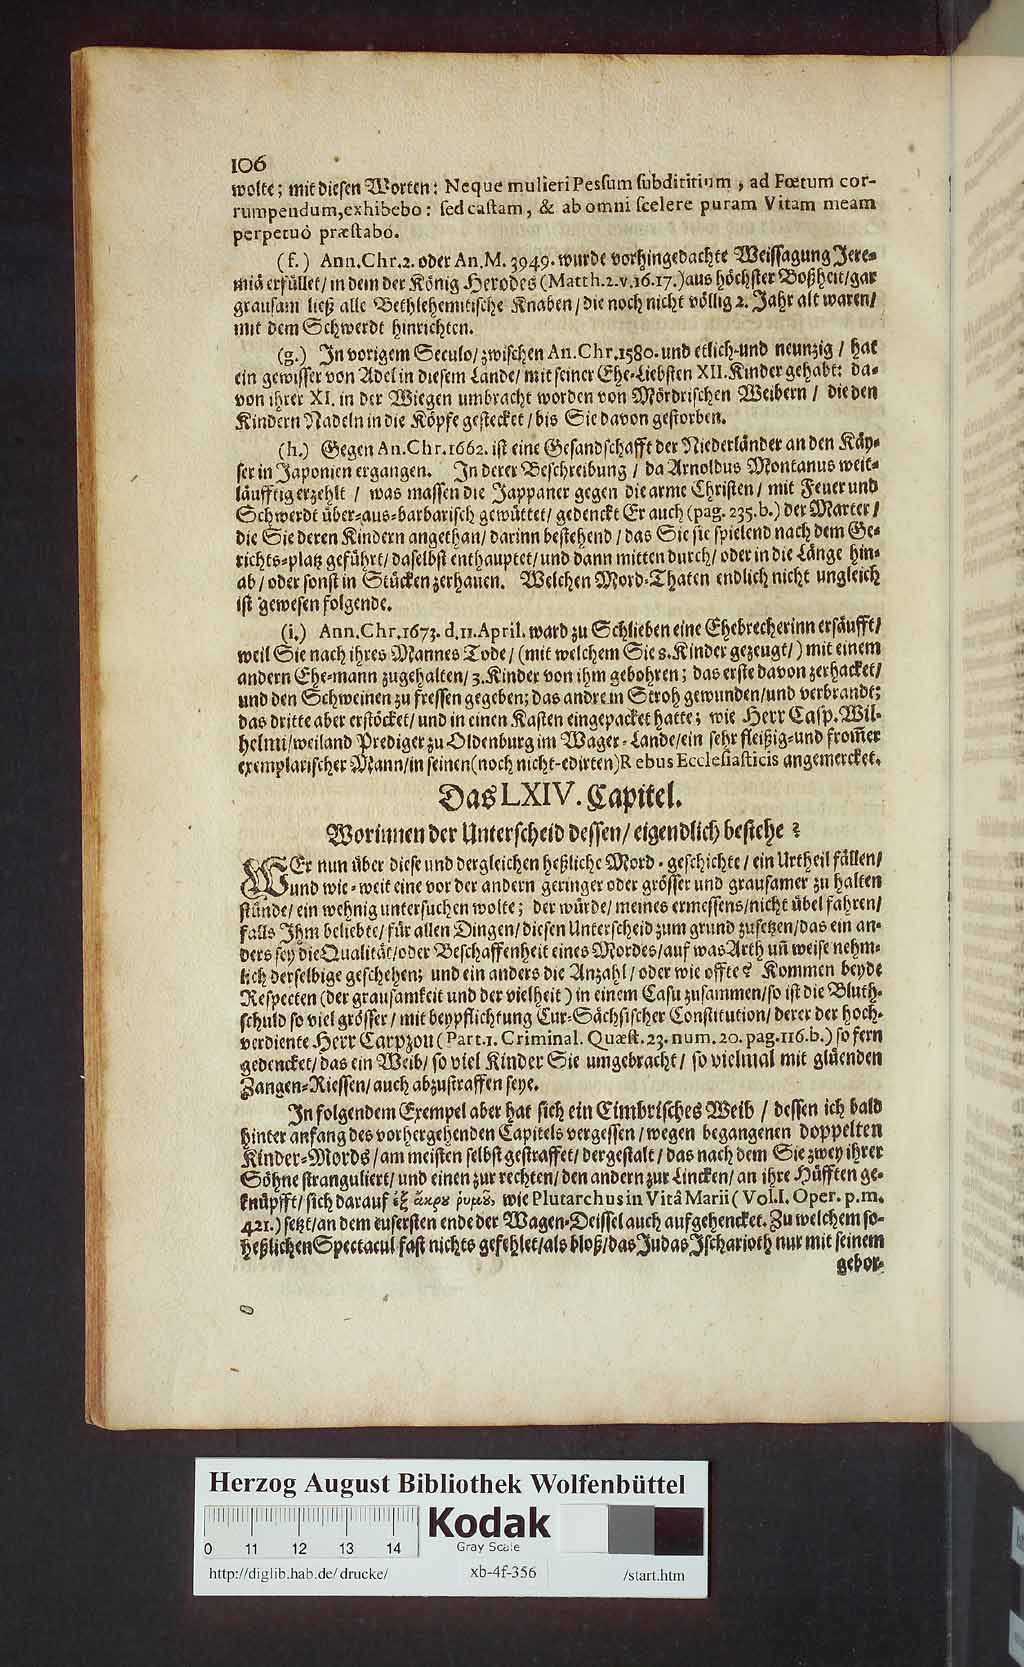 106
wolte; mit diesen Worten: Neque mulieri Pessum subdititium, ad Fœtum cor-
rumpendum, exhibebo: sed castam, & ab omni scelere puram Vitam meam
perpetuò præstabo.
(f.) Ann. Chr. 2. oder An. M. 3949. wurde vorhingedachte Weissagung Jere-
miä erfüllet/ in dem der König Herodes (Matth. 2. v. 16. 17.) aus höchster Boßheit/ gar
grausam ließ alle Bethlehemitische Knaben/ die noch nicht völlig 2. Jahr alt waren/
mit dem Schwerdt hinrichten.
(g.) In vorigem Seculo/ zwischen An. Chr. 1580. und etlich-und neunzig/ hat
ein gewisser von Adel in diesem Lande/ mit seiner Ehe-Liebsten XII. Kinder gehabt: da-
von ihrer XI. in der Wiegen umbracht worden von Mördrischen Weibern/ die den
Kindern Nadeln in die Köpfe gestecket/ bis Sie davon gestorben.
(h.) Gegen An. Chr. 1662. ist eine Gesandschafft der Niederländer an den Käy-
ser in Japonien ergangen. In derer Beschreibung/ da Arnoldus Montanus weit-
läufftig erzehlt/ was massen die Jappaner gegen die arme Christen/ mit Feuer und
Schwerdt über-aus-barbarisch gewüttet/ gedenckt Er auch (pag. 235. b.) der Marter/
die Sie deren Kindern angethan/ darinn bestehend/ das Sie sie spielend nach dem Ge-
richts-platz geführt/ daselbst enthauptet/ und dann mitten durch/ oder in die Länge hin-
ab/ oder sonst in Stücken zerhauen. Welchen Mord-Thaten endlich nicht ungleich
ist gewesen folgende.
(i.) Ann. Chr. 1673. d. 11. April. ward zu Schlieben eine Ehebrecherinn ersäufft/
weil Sie nach ihres Mannes Tode/ (mit welchem Sie 8. Kinder gezeugt/) mit einem
andern Ehe-mann zugehalten/ 3. Kinder von ihm gebohren; das erste davon zerhacket/
und den Schweinen zu fressen gegeben; das andre in Stroh gewunden/ und verbrandt;
das dritte aber erstöcket/ und in einen Kasten eingepacket hatte; wie Herr Casp. Wil-
helmi/ weiland Prediger zu Oldenburg im Wager-Lande/ ein sehr fleißig-und from̃er
exemplarischer Mann/ in seinen (noch nicht-edirten) Rebus Ecclesiasticis angemercket.
Das LXIV. Capitel.
Worinnen der Unterscheid dessen/ eigendlich bestehe?
WEr nun über diese und dergleichen heßliche Mord-geschichte/ ein Urtheil fällen/
und wie-weit eine vor der andern geringer oder grösser und grausamer zu halten
stünde/ ein wehnig untersuchen wolte; der würde/ meines ermessens/ nicht übel fahren/
falls Ihm beliebte/ für allen Dingen/ diesen Unterscheid zum grund zusetzen/ das ein an-
ders sey die Qualität/ oder Beschaffenheit eines Mordes/ auf was Arth uñ weise nehm-
lich derselbige geschehen; und ein anders die Anzahl/ oder wie offte? Kommen beyde
Respecten (der grausamkeit und der vielheit) in einem Casu zusammen/ so ist die Bluth-
schuld so viel grösser/ mit beypflichtung Cur-Sächsischer Constitution/ derer der hoch-
verdiente Herr Carpzou (Part. 1. Criminal. Quæst. 23. num. 20. pag. 116. b.) so fern
gedencket/ das ein Weib/ so viel Kinder Sie umgebracht/ so vielmal mit glüenden
Zangen-Riessen/ auch abzustraffen seye.
In folgendem Exempel aber hat sich ein Cimbrisches Weib/ dessen ich bald
hinter anfang des vorhergehenden Capitels vergessen/ wegen begangenen doppelten
Kinder-Mords/ am meisten selbst gestraffet/ dergestalt/ das nach dem Sie zwey ihrer
Söhne stranguliert/ und einen zur rechten/ den andern zur Lincken/ an ihre Hüfften ge-
knüpfft/ sich darauf ἐξ ἄκρου ῥυμοῦ, wie Plutarchus in Vitâ Marii (Vol. I. Oper. p. m.
421.) setzt/ an dem eusersten ende der Wagen-Deissel auch aufgehencket. Zu welchem so-
heßlichen Spectacul fast nichts gefehlet/ als bloß/ das Judas Ischarioth nur mit seinem
gebor-
Herzog August Bibliothek Wolfenbüttel
0 11 12 13 14
Kodak
Gray Scale
http://diglib.hab.de/drucke/ xb-4f-356 /start.htm